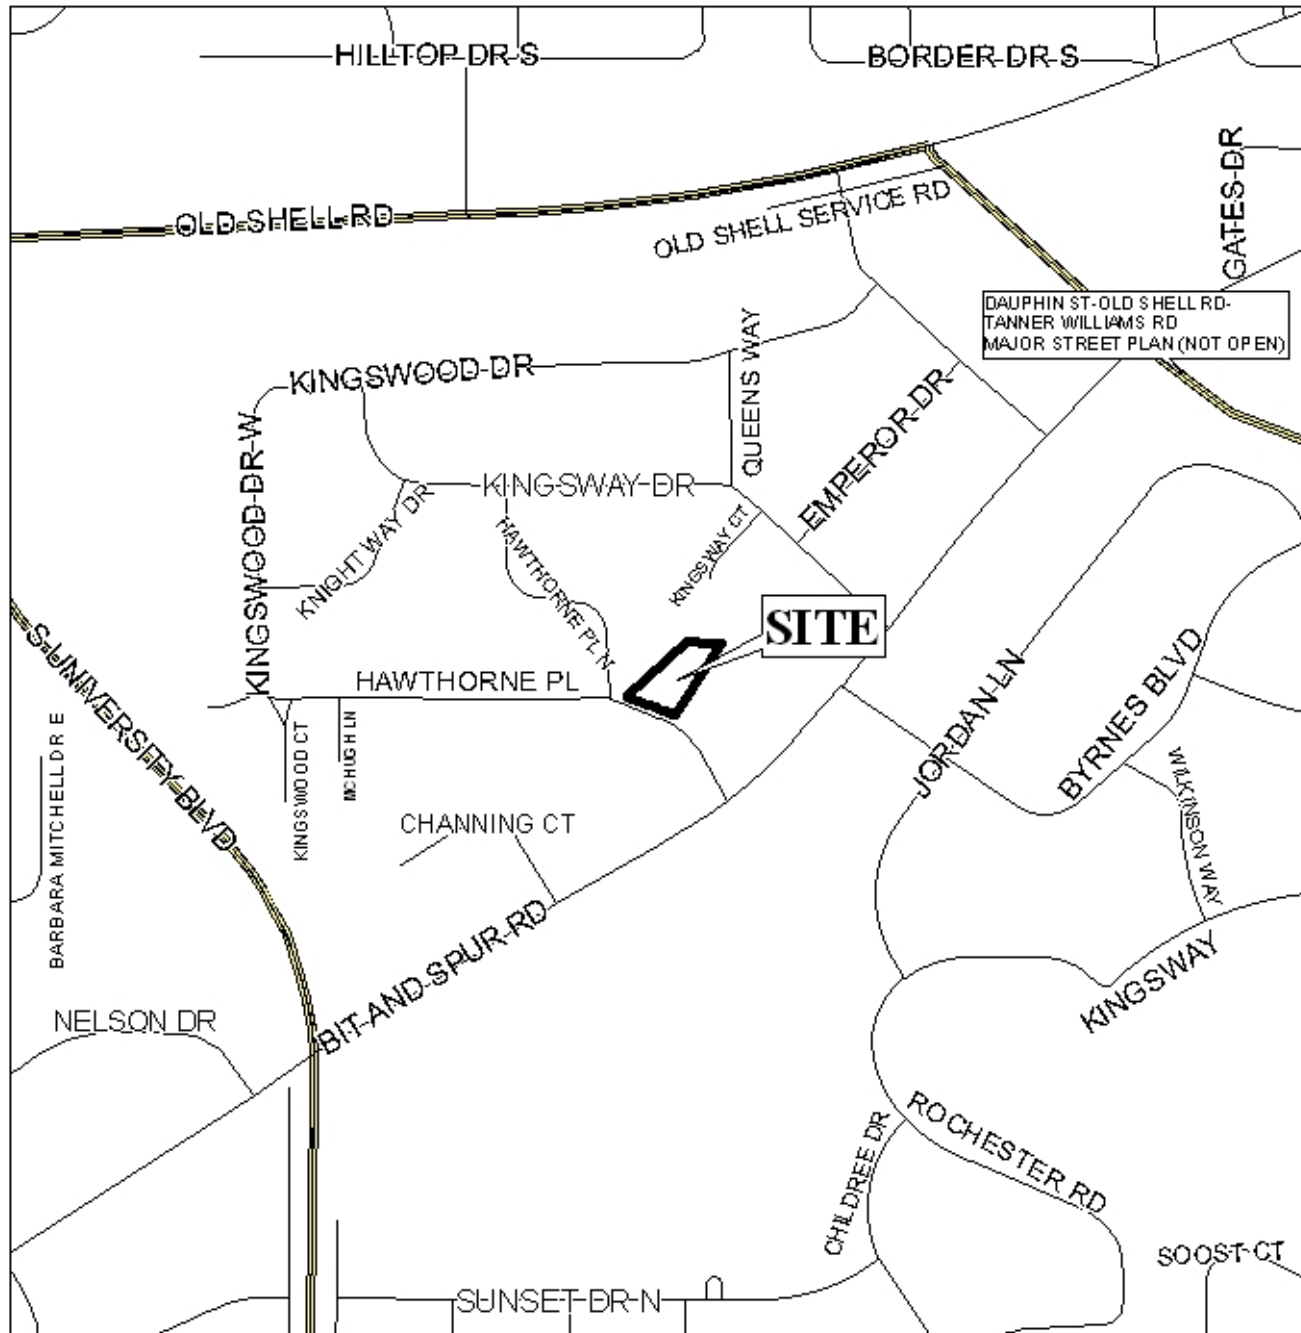 HILLTOP DR S
BORDER DR S
GATES DR
OLD SHELL RD
OLD SHELL SERVICE RD
DAUPHIN ST-OLD SHELL RD-
TANNER WILLIAMS RD
MAJOR STREET PLAN (NOT OPEN)
KINGSWOOD DR
QUEENS WAY
EMPEROR DR
KINGSWOOD DR W
KINGSWAY DR
KNIGHT WAY DR
HAWTHORNE PL N
KINGSWAY CT
SITE
S UNIVERSITY BLVD
HAWTHORNE PL
JORDAN LN
BYRNES BLVD
BARBARA MITCHELL DR E
KINGSWOOD CT
MCHUGH LN
WILKINSON WAY
CHANNING CT
BIT AND SPUR RD
KINGSWAY
NELSON DR
ROCHESTER RD
CHILDREE DR
SOOST CT
SUNSET DR N